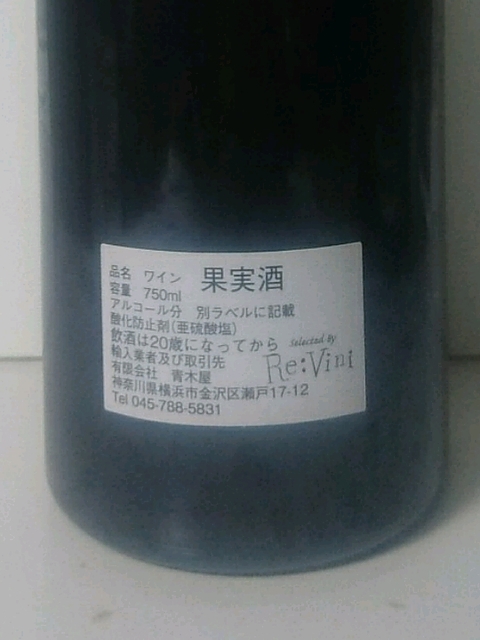 品名 ワイン 果実酒
容量 750ml
アルコール分 別ラベルに記載
酸化防止剤(亜硫酸塩)
飲酒は20歳になってから
Selected By
輸入業者及び取引先
Re:Vini
有限会社 青木屋
神奈川県横浜市金沢区瀬戸17-12
Tel 045-788-5831